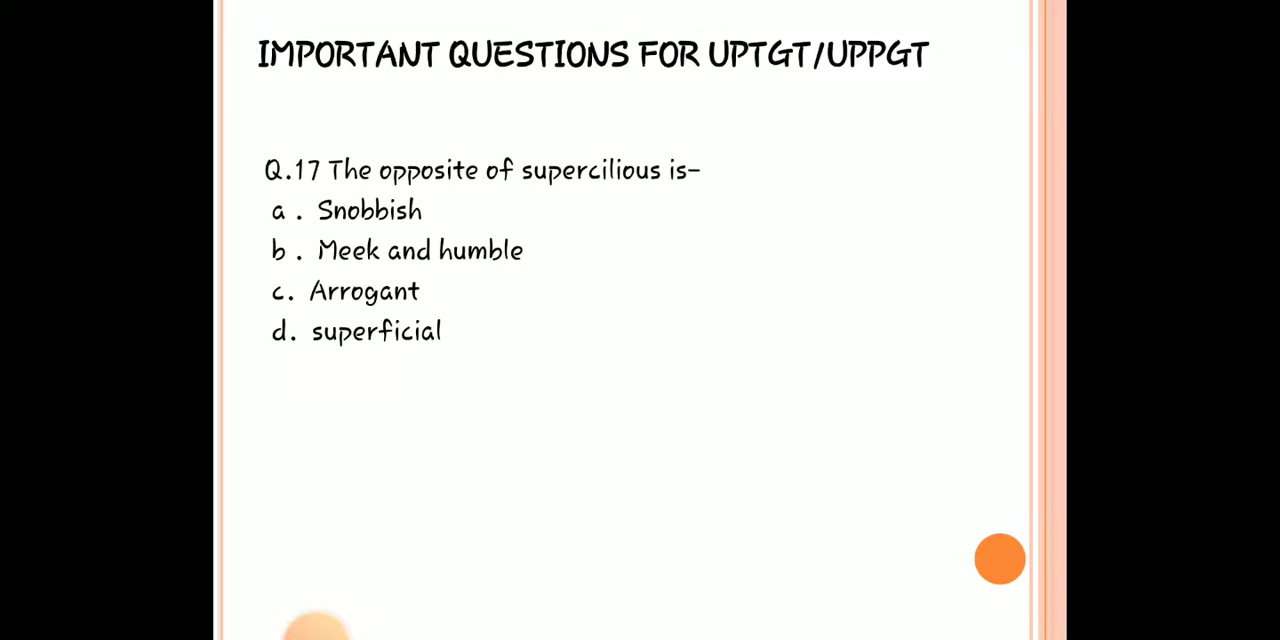 IMPORTANT QUESTIONS FOR UPTGT/UPPGT
Q.17 The opposite of supercilious is-
a . Snobbish
b . Meek and humble
c. Arrogant
d. superficial